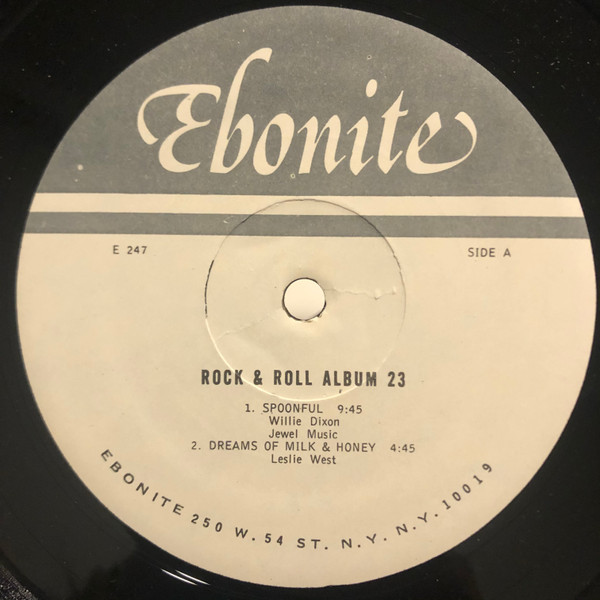 Ebonite
E 247
SIDE A
ROCK & ROLL ALBUM 23
1. SPOONFUL 9:45
Willie Dixon
Jewel Music
2. DREAMS OF MILK & HONEY 4:45
Leslie West
EBONITE 250 W. 54 ST. N.Y. N.Y. 10019